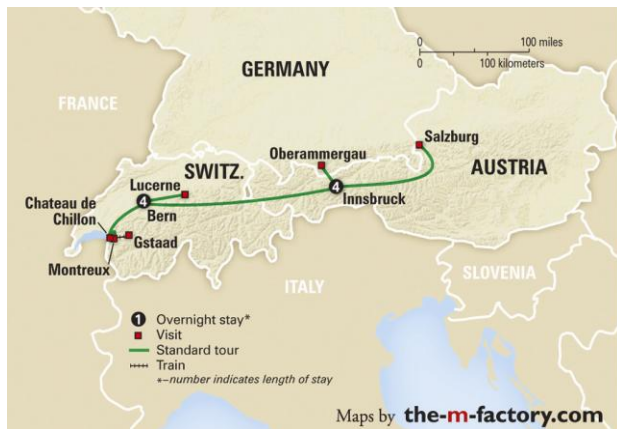 0 100 miles
0 100 kilometers
GERMANY
FRANCE
Salzburg
Oberammergau
AUSTRIA
SWITZ.
Lucerne
4
4
Innsbruck
Bern
Chateau de
Chillon
Gstaad
Montreux
SLOVENIA
ITALY
1 Overnight stay*
Visit
Standard tour
Train
*–number indicates length of stay
Maps by the-m-factory.com